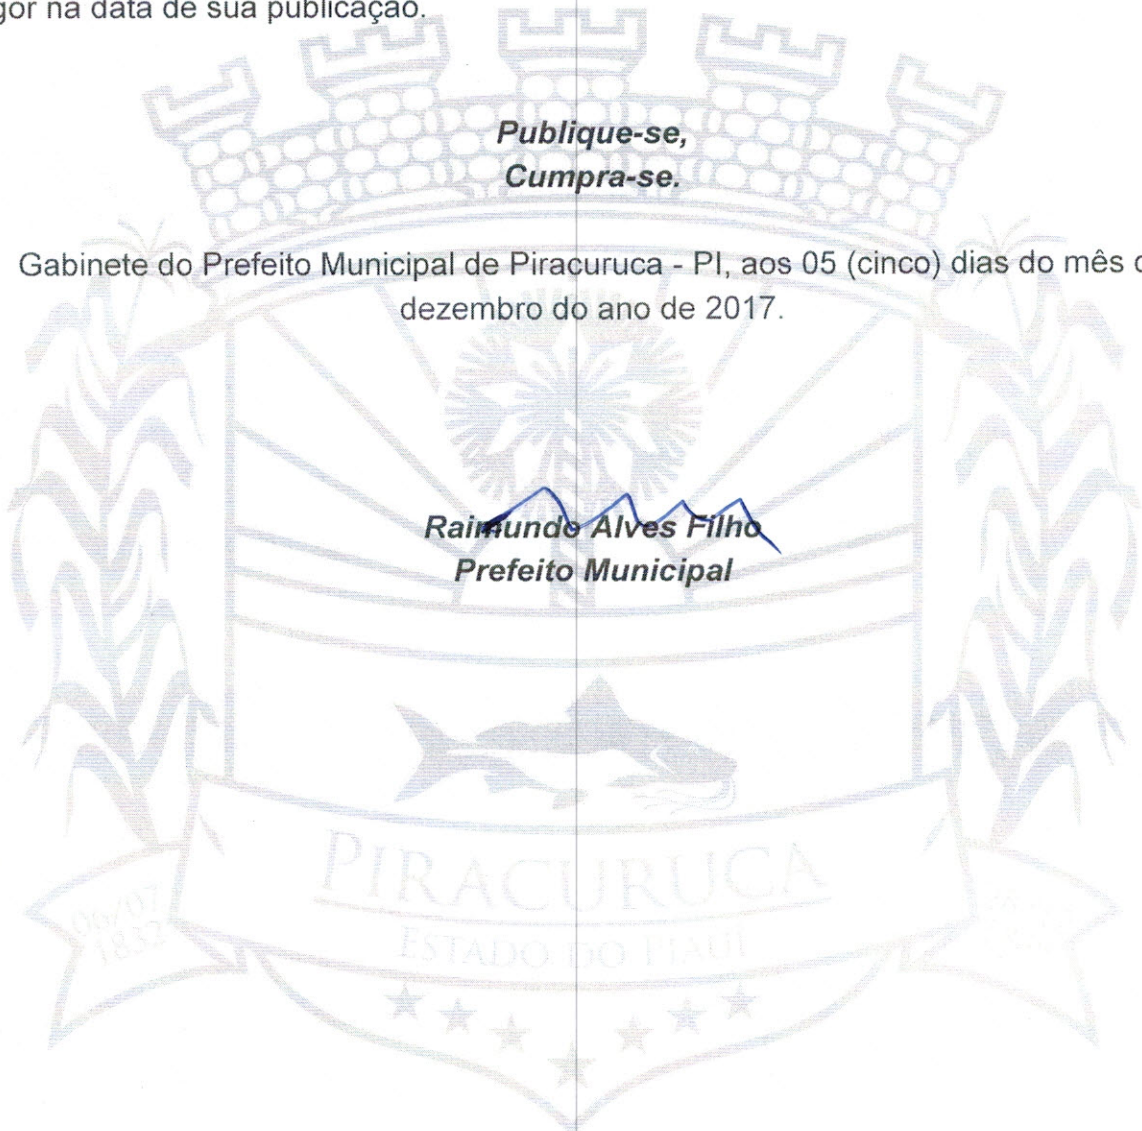 gor na data de sua publicação.
Publique-se,
Cumpra-se.
Gabinete do Prefeito Municipal de Piracuruca - PI, aos 05 (cinco) dias do mês
dezembro do ano de 2017.
Raimundo Alves Filho
Prefeito Municipal
PIRACURUCA
ESTADO DO PIAUÍ
06/07
1832